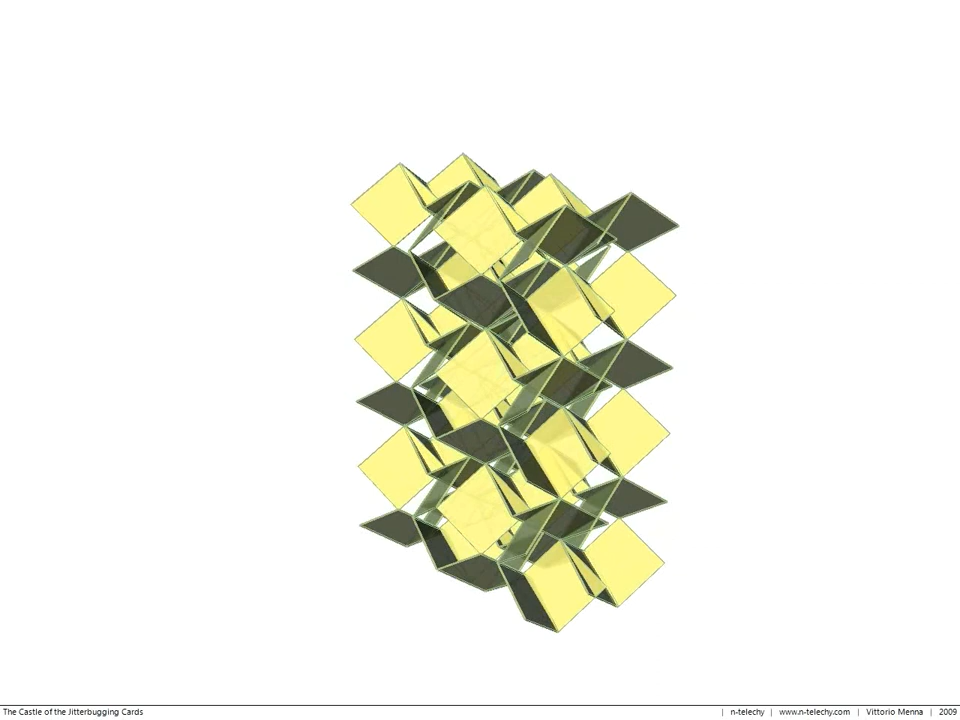 The Castle of the Jitterbugging Cards
| n-telechy | www.n-telechy.com | Vittorio Menna | 2009